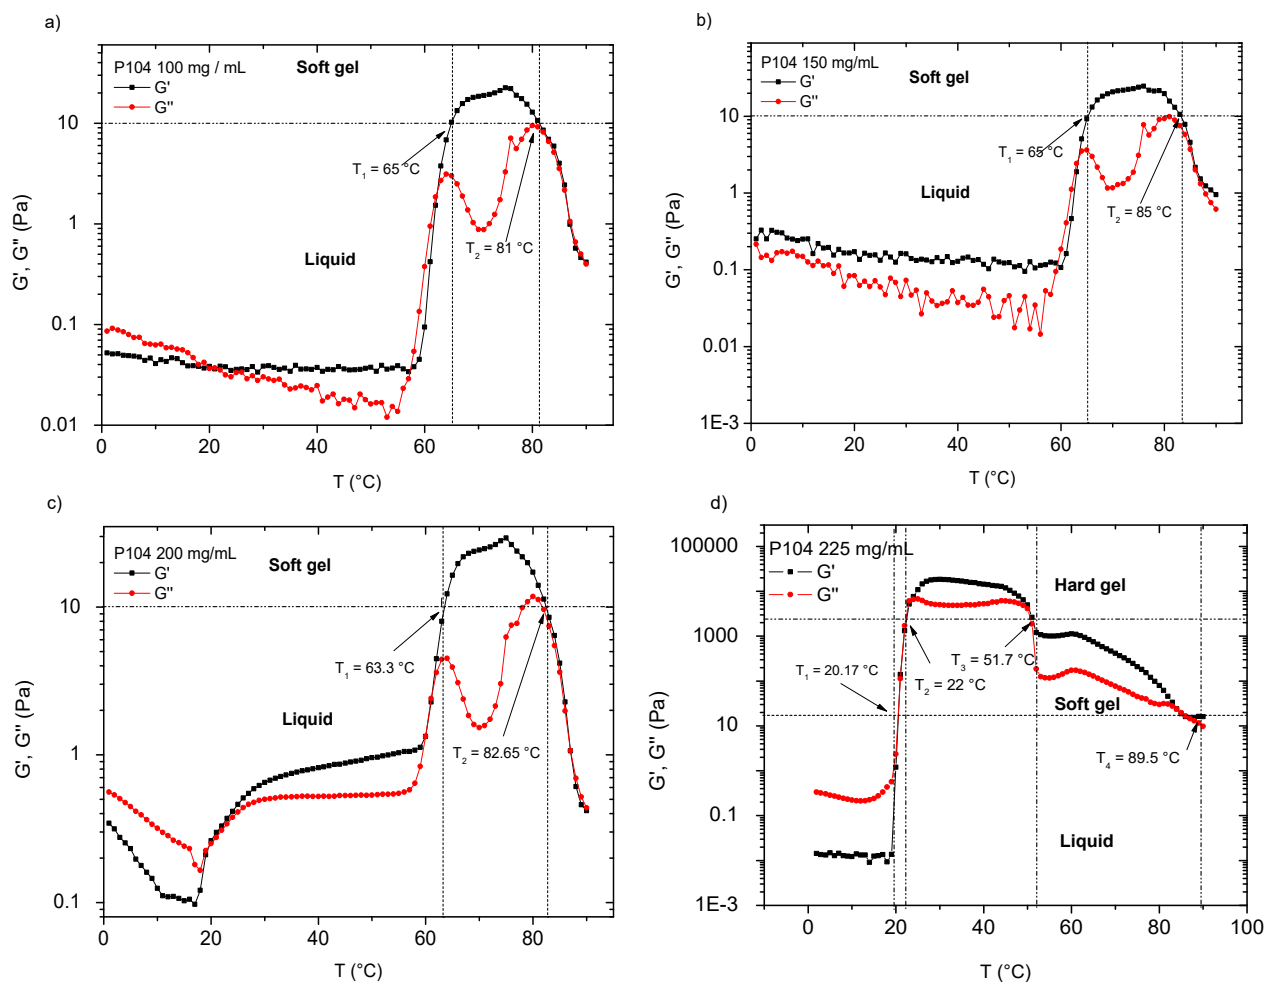 a)
P104 100 mg / mL
G'
G''
Soft gel
T1 = 65 °C
T2 = 81 °C
Liquid
10
1
0.1
0.01
0 20 40 60 80
G', G'' (Pa)
T (°C)
b)
P104 150 mg/mL
G'
G''
Soft gel
T1 = 65 °C
T2 = 85 °C
Liquid
100
10
1
0.1
0.01
1E-3
0 20 40 60 80
G', G'' (Pa)
T (°C)
c)
P104 200 mg/mL
G'
G''
Soft gel
T1 = 63.3 °C
T2 = 82.65 °C
Liquid
10
1
0.1
0 20 40 60 80
G', G'' (Pa)
T (°C)
d)
P104 225 mg/mL
G'
G''
Hard gel
T1 = 20.17 °C
T2 = 22 °C
T3 = 51.7 °C
Soft gel
T4 = 89.5 °C
Liquid
100000
1000
10
0.1
1E-3
0 20 40 60 80 100
G', G'' (Pa)
T (°C)